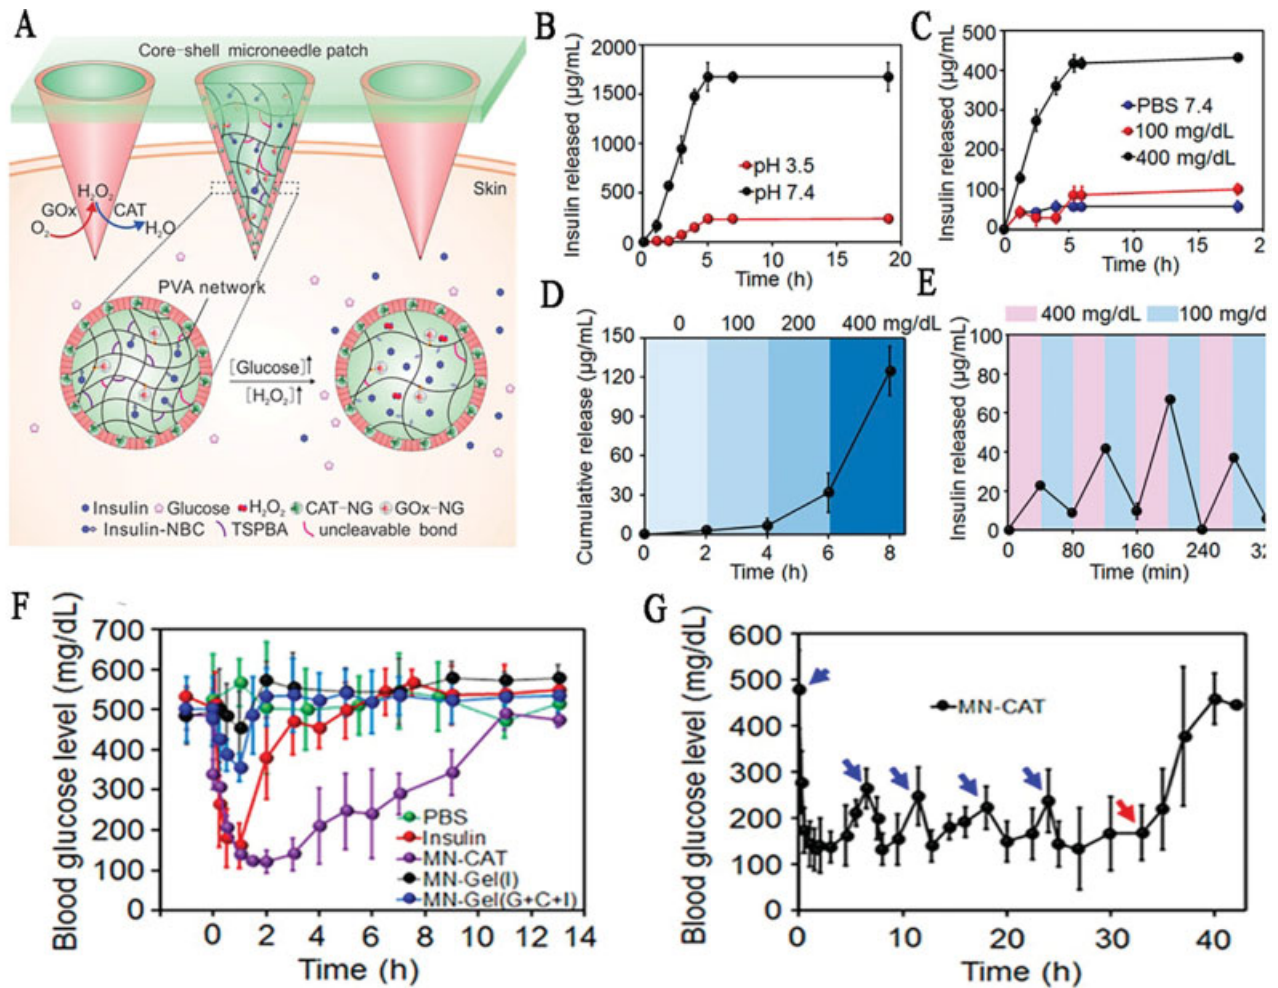 A
Core-shell microneedle patch
H₂O₂
GOx
CAT
O₂
H₂O
Skin
PVA network
[Glucose]↑
[H₂O₂]↑
Insulin Glucose H₂O₂ CAT-NG GOx-NG
Insulin-NBC TSPBA uncleavable bond
B
Insulin released (µg/mL)
2000
1500
1000
500
0
pH 3.5
pH 7.4
0 5 10 15 20
Time (h)
C
Insulin released (µg/mL)
500
400
300
200
100
0
PBS 7.4
100 mg/dL
400 mg/dL
0 5 10 15 2
Time (h)
D
0 100 200 400 mg/dL
Cumulative release (µg/mL)
150
120
90
60
30
0
0 2 4 6 8
Time (h)
E
400 mg/dL 100 mg/d
Insulin released (µg/mL)
100
80
60
40
20
0
0 80 160 240 32
Time (min)
F
Blood glucose level (mg/dL)
700
600
500
400
300
200
100
0
PBS
Insulin
MN-CAT
MN-Gel(I)
MN-Gel(G+C+I)
0 2 4 6 8 10 12 14
Time (h)
G
Blood glucose level (mg/dL)
600
500
400
300
200
100
0
MN-CAT
0 10 20 30 40
Time (h)